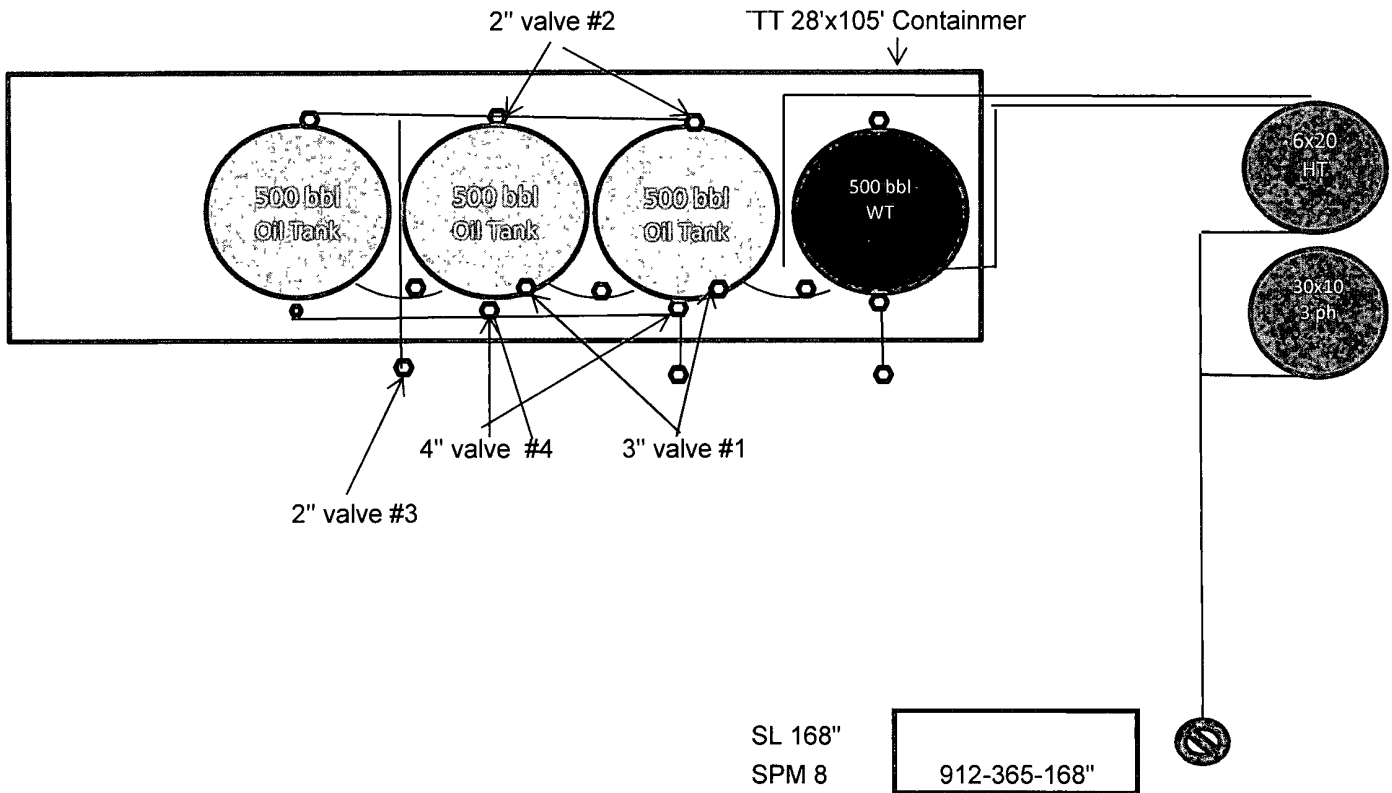 2" valve #2
TT 28'x105' Containmer
500 bbl
Oil Tank
500 bbl
Oil Tank
500 bbl
Oil Tank
500 bbl
WT
6x20
HT
30x10
3 ph
4" valve #4
3" valve #1
2" valve #3
SL 168"
SPM 8
912-365-168"